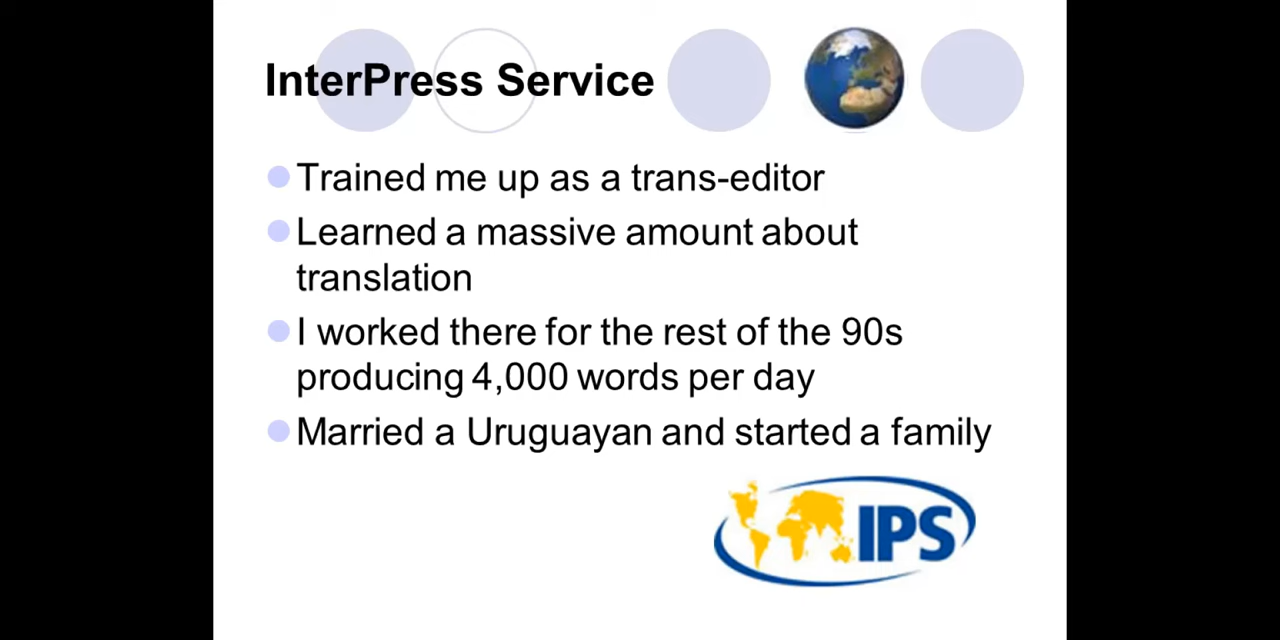 InterPress Service
Trained me up as a trans-editor
Learned a massive amount about
translation
I worked there for the rest of the 90s
producing 4,000 words per day
Married a Uruguayan and started a family
IPS